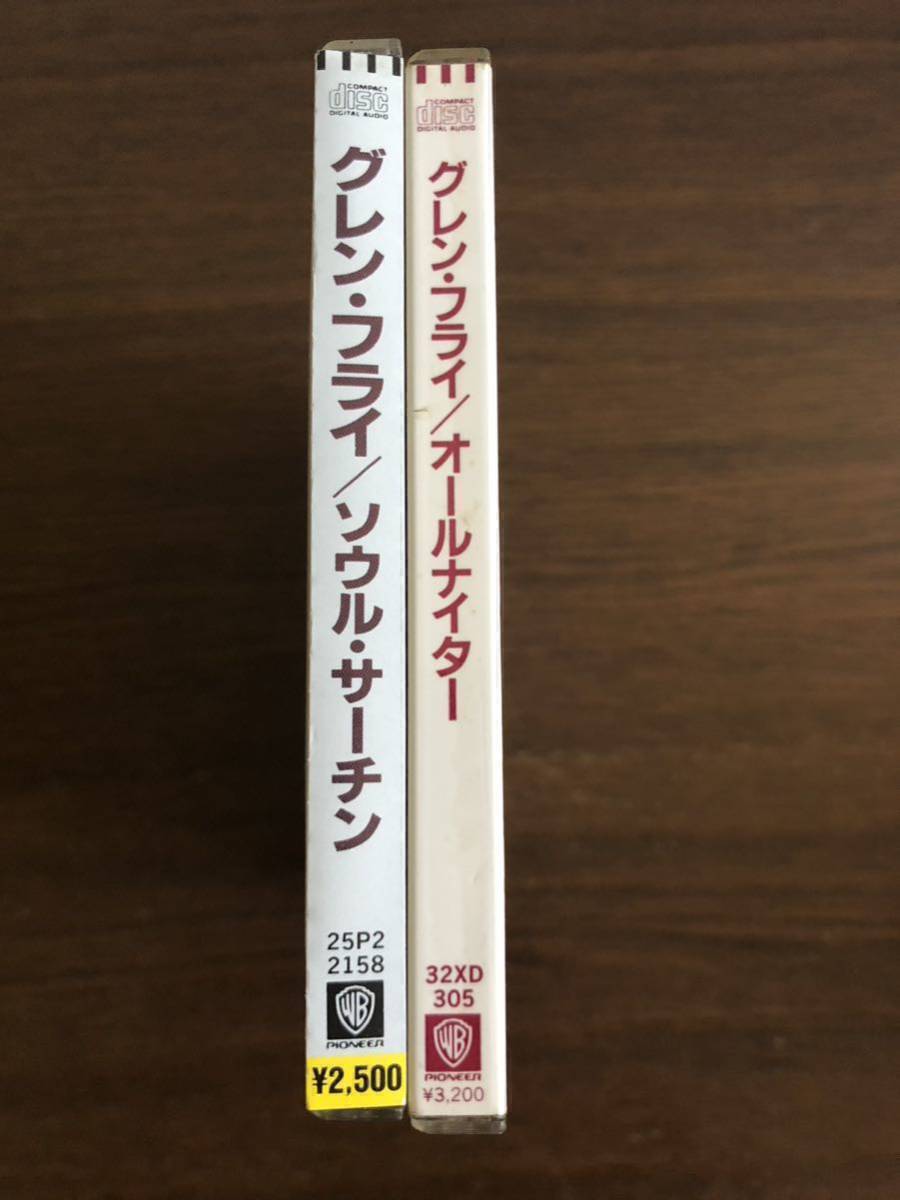 COMPACT
disc
DIGITAL AUDIO
グレン・フライ/ソウル・サーチン
25P2
2158
WB
PIONEER
¥2,500
COMPACT
disc
DIGITAL AUDIO
グレン・フライ/オールナイター
32XD
305
WB
PIONEER
¥3,200